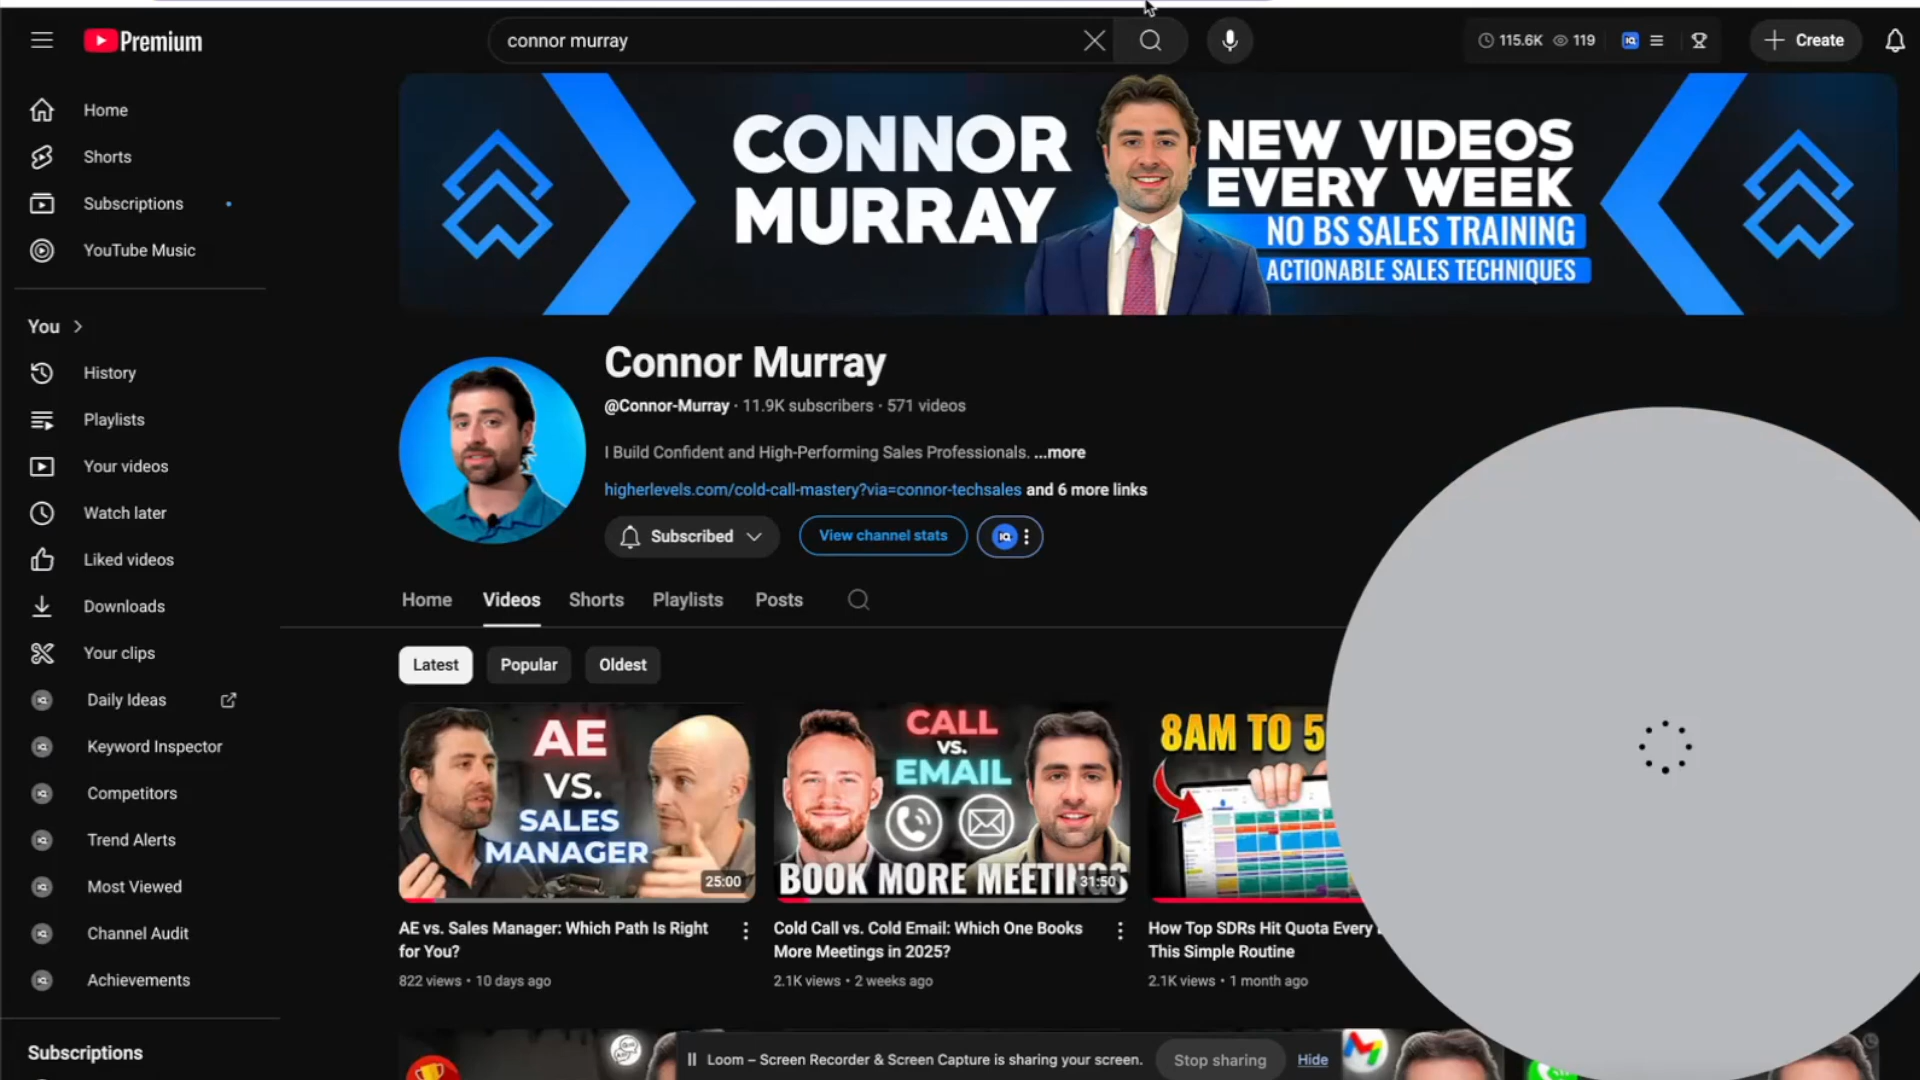 Premium
connor murray
115.6K
119
Create
Home
Shorts
Subscriptions
YouTube Music
You
History
Playlists
Your videos
Watch later
Liked videos
Downloads
Your clips
Daily Ideas
Keyword Inspector
Competitors
Trend Alerts
Most Viewed
Channel Audit
Achievements
Subscriptions
CONNOR
MURRAY
NEW VIDEOS
EVERY WEEK
NO BS SALES TRAINING
ACTIONABLE SALES TECHNIQUES
Connor Murray
@Connor-Murray · 11.9K subscribers · 571 videos
I Build Confident and High-Performing Sales Professionals. ...more
higherlevels.com/cold-call-mastery?via=connor-techsales and 6 more links
Subscribed
View channel stats
Home
Videos
Shorts
Playlists
Posts
Latest
Popular
Oldest
AE
VS.
SALES
MANAGER
25:00
AE vs. Sales Manager: Which Path Is Right
for You?
822 views • 10 days ago
CALL
VS.
EMAIL
BOOK MORE MEETINGS
31:50
Cold Call vs. Cold Email: Which One Books
More Meetings in 2025?
2.1K views • 2 weeks ago
8AM TO 5
How Top SDRs Hit Quota Every
This Simple Routine
2.1K views • 1 month ago
Loom – Screen Recorder & Screen Capture is sharing your screen.
Stop sharing
Hide